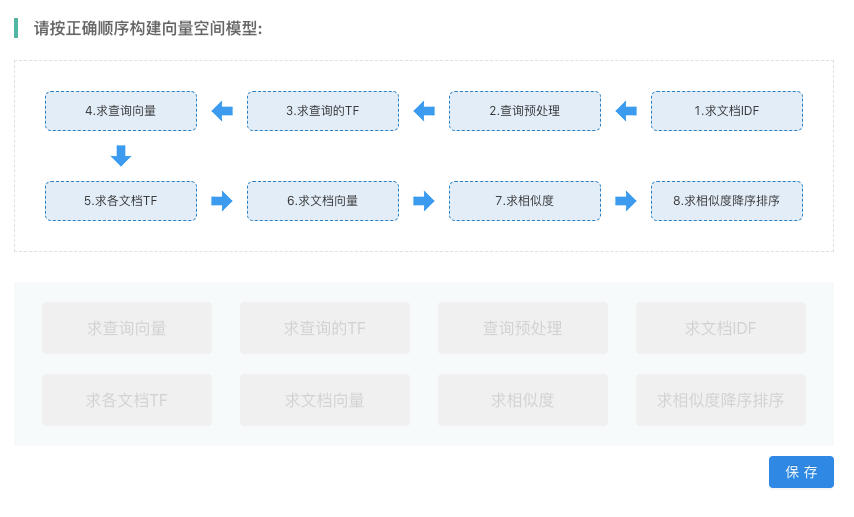 请按正确顺序构建向量空间模型:
4.求查询向量
3.求查询的TF
2.查询预处理
1.求文档IDF
5.求各文档TF
6.求文档向量
7.求相似度
8.求相似度降序排序
求查询向量
求查询的TF
查询预处理
求文档IDF
求各文档TF
求文档向量
求相似度
求相似度降序排序
保 存